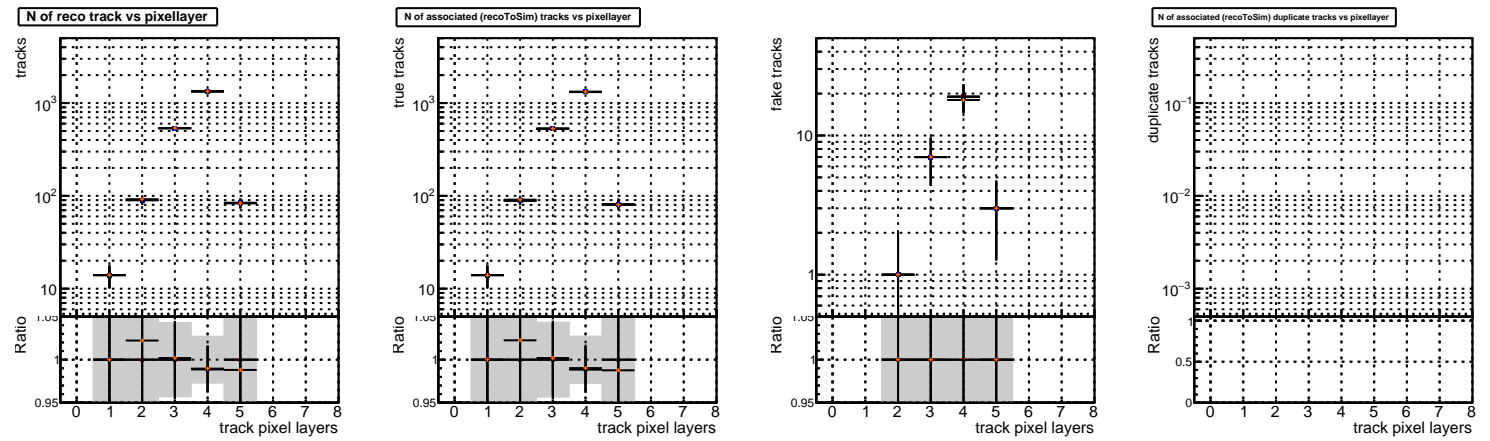 N of reco track vs pixellayer
tracks
10³
10²
10
Ratio
1.05
1
0.95
0 1 2 3 4 5 6 7 8
track pixel layers
N of associated (recoToSim) tracks vs pixellayer
true tracks
10³
10²
10
Ratio
1.05
1
0.95
0 1 2 3 4 5 6 7 8
track pixel layers
fake tracks
10
1
Ratio
1.05
1
0.95
0 1 2 3 4 5 6 7 8
track pixel layers
N of associated (recoToSim) duplicate tracks vs pixellayer
duplicate tracks
10⁻¹
10⁻²
10⁻³
Ratio
1
0.5
0
0 1 2 3 4 5 6 7 8
track pixel layers